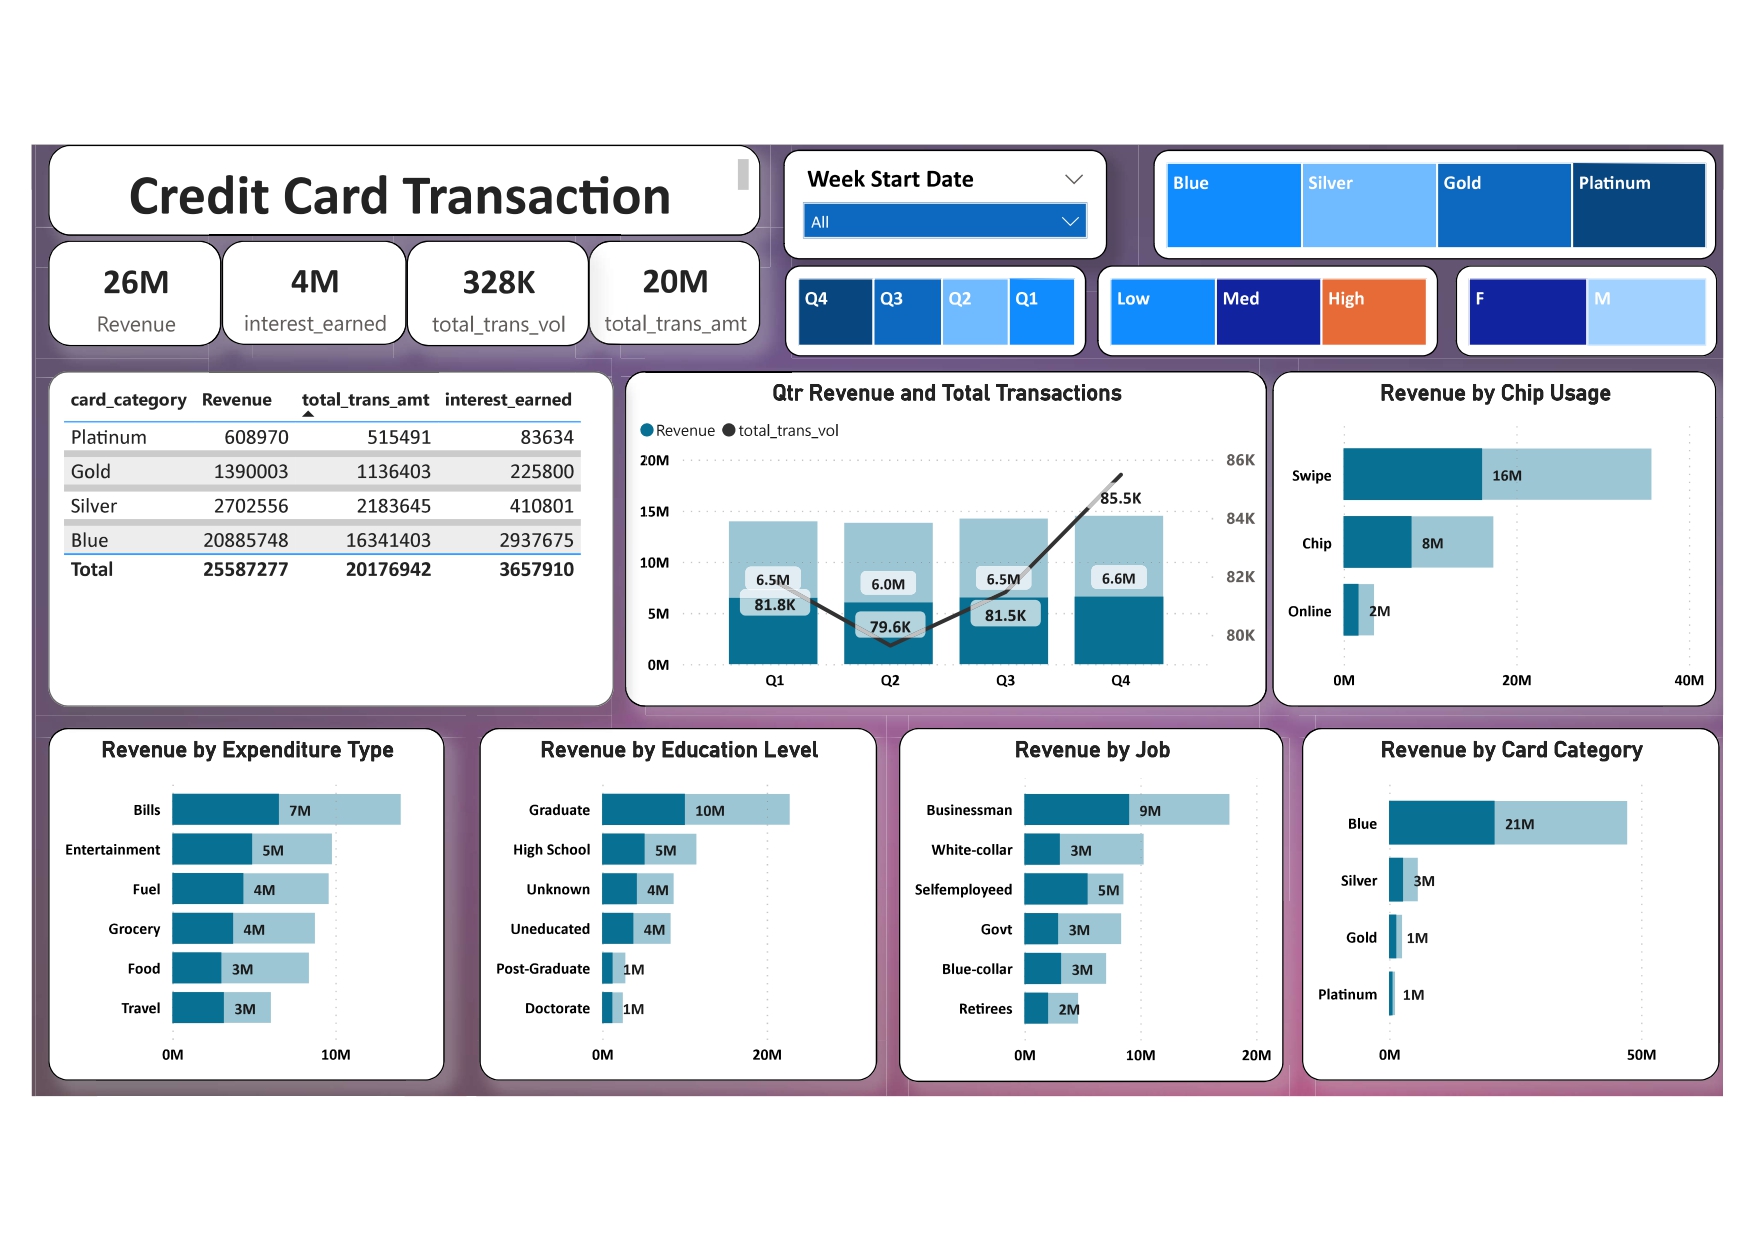 Credit Card Transaction
26M
Revenue
4M
interest_earned
328K
total_trans_vol
20M
total_trans_amt
Week Start Date
All
Blue Silver Gold Platinum
Q4 Q3 Q2 Q1
Low Med High
F M
card_category Revenue total_trans_amt interest_earned
Platinum 608970 515491 83634
Gold 1390003 1136403 225800
Silver 2702556 2183645 410801
Blue 20885748 16341403 2937675
Total 25587277 20176942 3657910
Qtr Revenue and Total Transactions
Revenue total_trans_vol
20M 86K
15M 84K
10M 82K
5M 80K
0M
85.5K
6.5M 6.0M 6.5M 6.6M
81.8K 79.6K 81.5K
Q1 Q2 Q3 Q4
Revenue by Chip Usage
Swipe 16M
Chip 8M
Online 2M
0M 20M 40M
Revenue by Expenditure Type
Bills 7M
Entertainment 5M
Fuel 4M
Grocery 4M
Food 3M
Travel 3M
0M 10M
Revenue by Education Level
Graduate 10M
High School 5M
Unknown 4M
Uneducated 4M
Post-Graduate 1M
Doctorate 1M
0M 20M
Revenue by Job
Businessman 9M
White-collar 3M
Selfemployeed 5M
Govt 3M
Blue-collar 3M
Retirees 2M
0M 10M 20M
Revenue by Card Category
Blue 21M
Silver 3M
Gold 1M
Platinum 1M
0M 50M